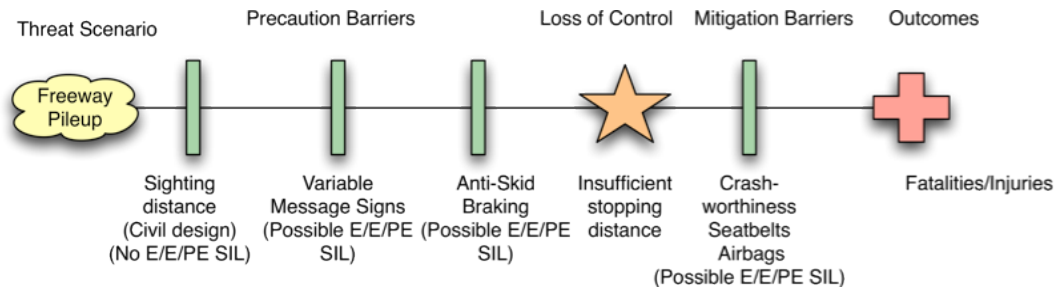 Threat Scenario
Precaution Barriers
Loss of Control
Mitigation Barriers
Outcomes
Freeway
Pileup
Sighting
distance
(Civil design)
(No E/E/PE SIL)
Variable
Message Signs
(Possible E/E/PE
SIL)
Anti-Skid
Braking
(Possible E/E/PE
SIL)
Insufficient
stopping
distance
Crash-
worthiness
Seatbelts
Airbags
(Possible E/E/PE SIL)
Fatalities/Injuries